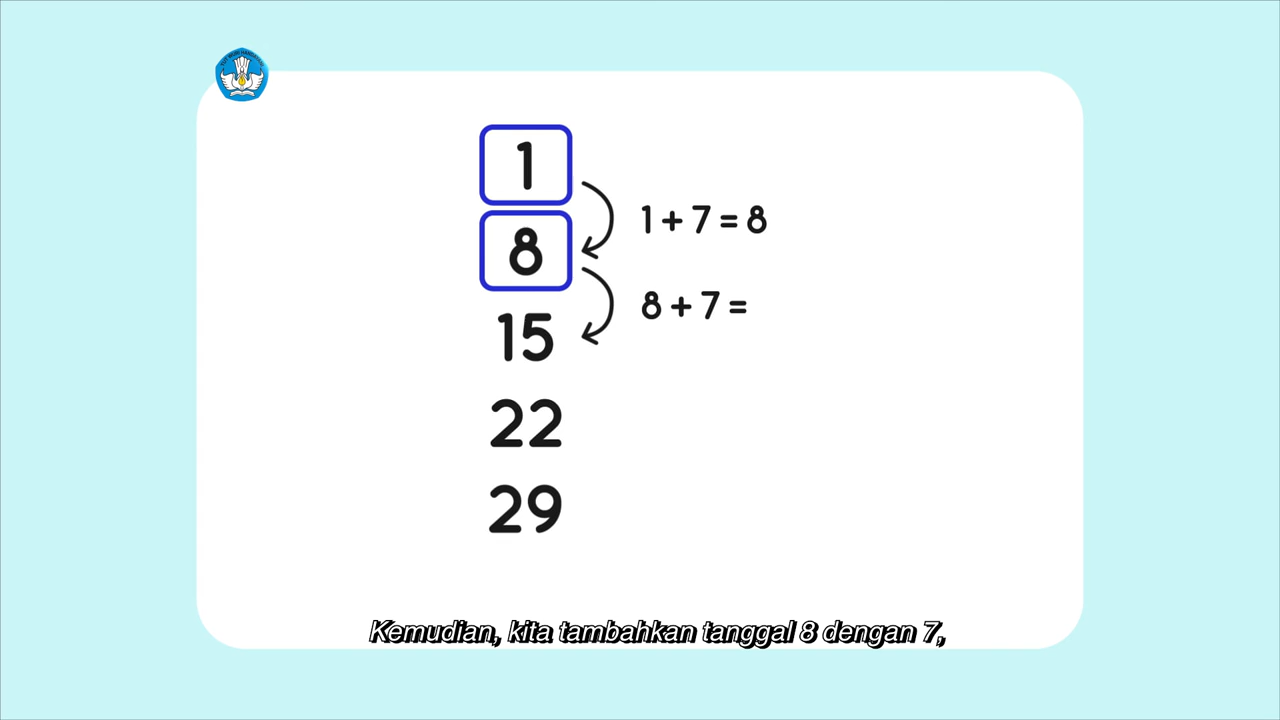 1
1 + 7 = 8
8
8 + 7 =
15
22
29
Kemudian, kita tambahkan tanggal 8 dengan 7,